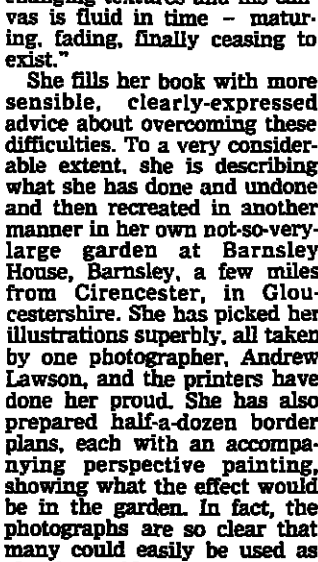 changing textures and his can-
vas is fluid in time – matur-
ing, fading, finally ceasing to
exist."
She fills her book with more
sensible, clearly-expressed
advice about overcoming these
difficulties. To a very consider-
able extent, she is describing
what she has done and undone
and then recreated in another
manner in her own not-so-very-
large garden at Barnsley
House, Barnsley, a few miles
from Cirencester, in Glou-
cestershire. She has picked her
illustrations superbly, all taken
by one photographer, Andrew
Lawson, and the printers have
done her proud. She has also
prepared half-a-dozen border
plans, each with an accompa-
nying perspective painting,
showing what the effect would
be in the garden. In fact, the
photographs are so clear that
many could easily be used as